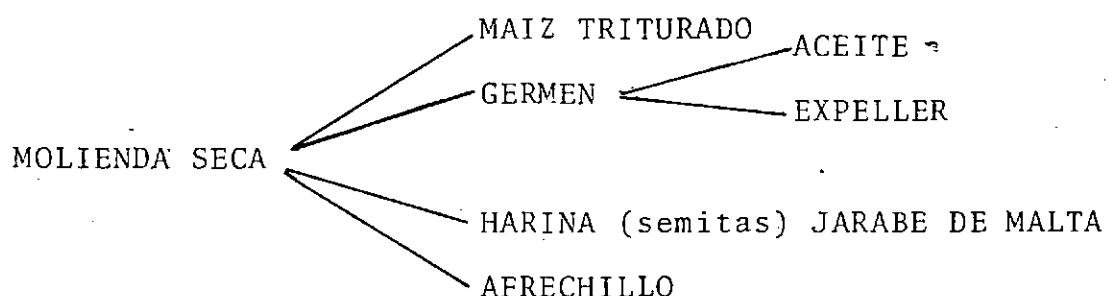 MAIZ TRITURADO
ACEITE
GERMEN
EXPELLER
MOLIENDA SECA
HARINA (semitas) JARABE DE MALTA
AFRECHILLO